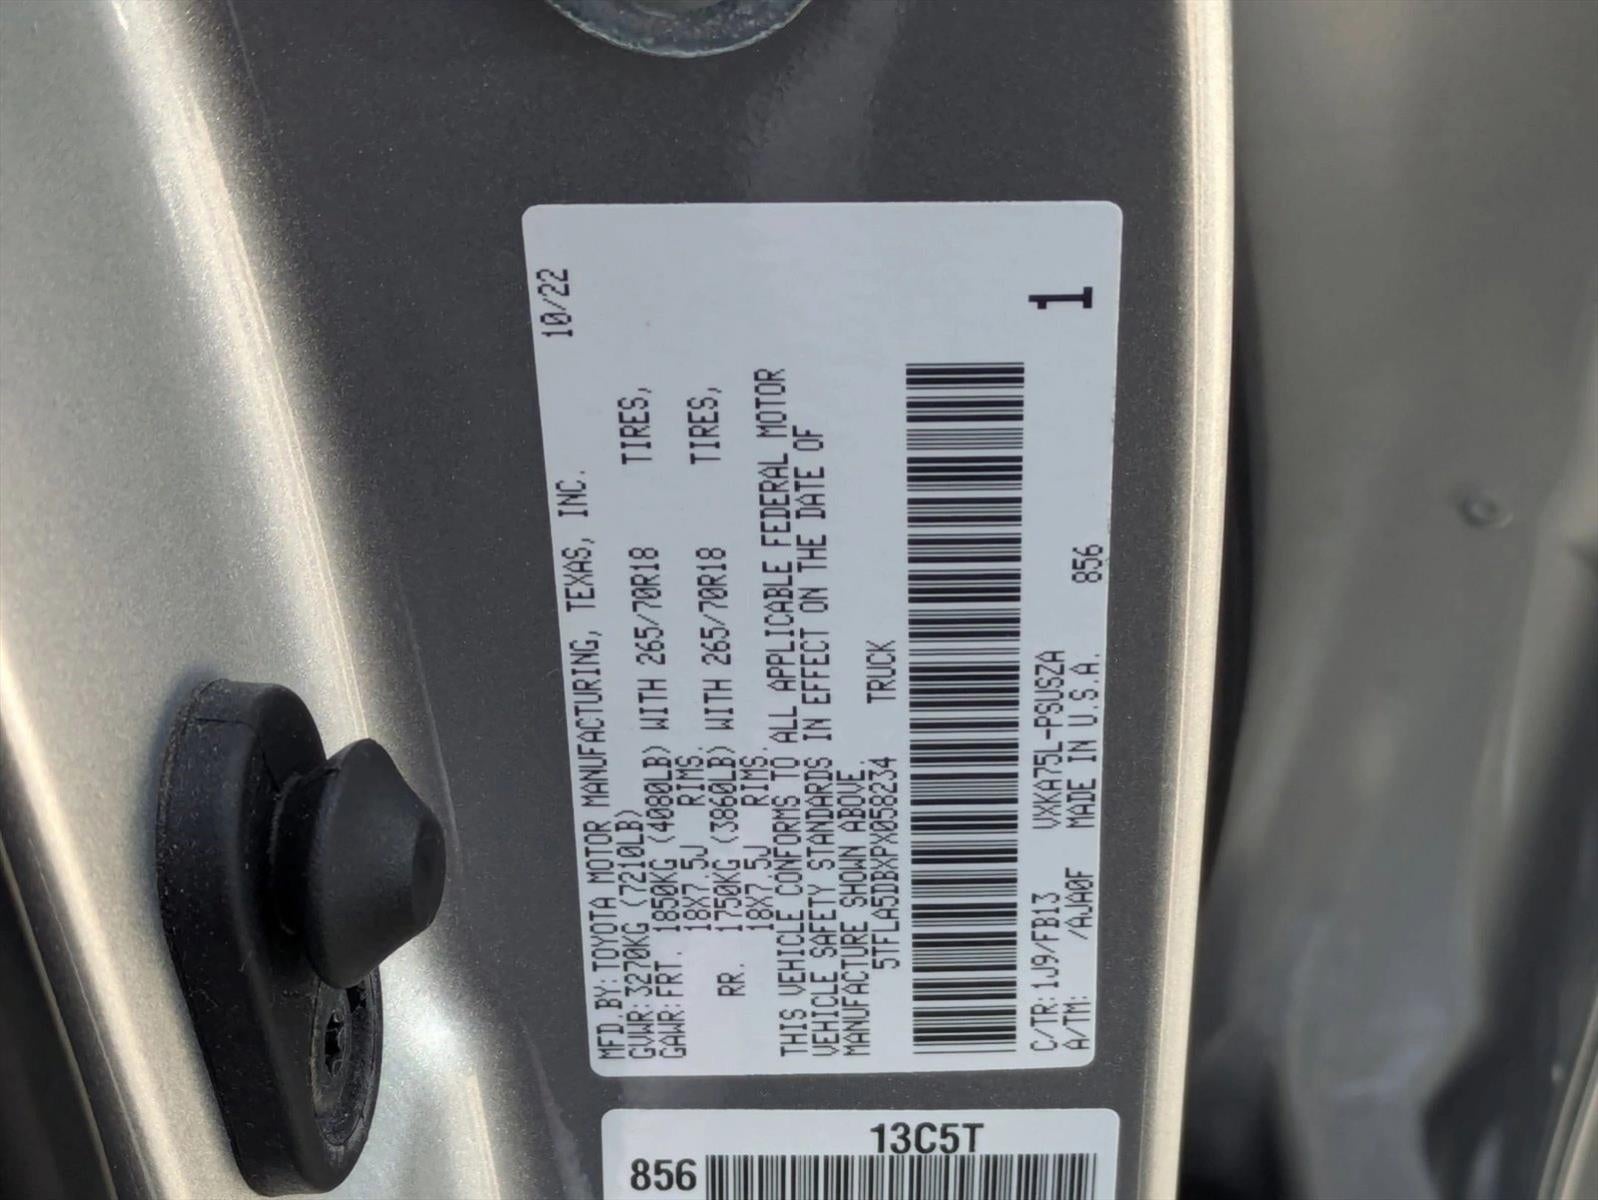 MFD.BY:TOYOTA MOTOR MANUFACTURING, TEXAS, INC. 10/22
GVWR:3270KG (7210LB)
GAWR:FRT. 1850KG (4080LB) WITH 265/70R18 TIRES,
18X7.5J RIMS.
RR. 1750KG (3860LB) WITH 265/70R18 TIRES,
18X7.5J RIMS.
THIS VEHICLE CONFORMS TO ALL APPLICABLE FEDERAL MOTOR
VEHICLE SAFETY STANDARDS IN EFFECT ON THE DATE OF
MANUFACTURE SHOWN ABOVE.
5TFLA5DBXPX058234 TRUCK
C/TR:1J9/FB13 VXKA75L-PSUSZA 1
A/TM: /AJA0F MADE IN U.S.A. 856
13C5T
856